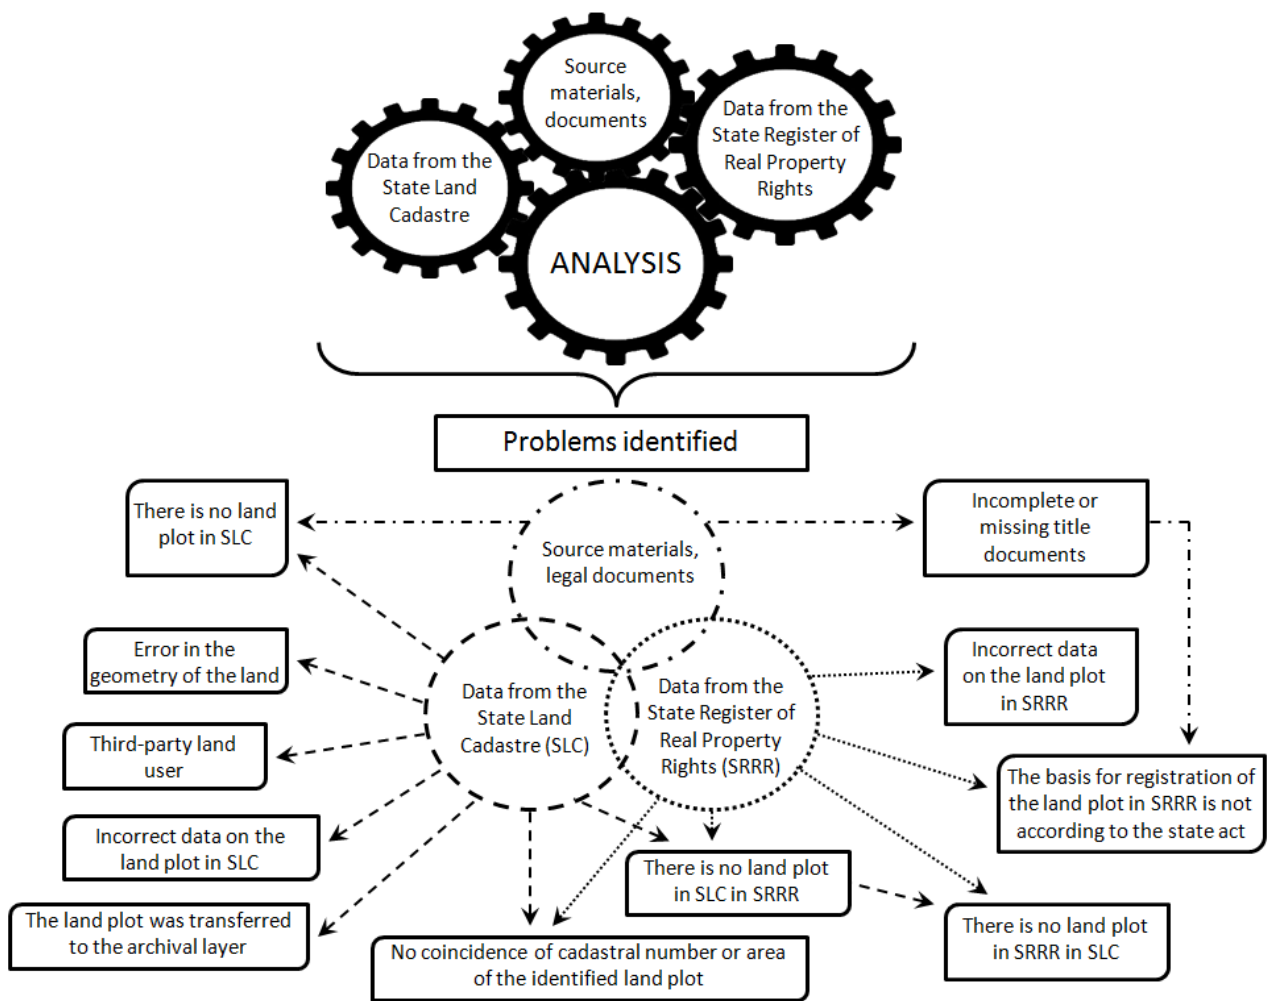 Source
materials,
documents
Data from the
State Register of
Real Property
Rights
Data from the
State Land
Cadastre
ANALYSIS
Problems identified
There is no land
plot in SLC
Source materials,
legal documents
Incomplete or
missing title
documents
Error in the
geometry of the land
Data from the
State Land
Cadastre (SLC)
Data from the
State Register of
Real Property
Rights (SRRR)
Incorrect data
on the land plot
in SRRR
Third-party land
user
The basis for registration of
the land plot in SRRR is not
according to the state act
Incorrect data on the
land plot in SLC
There is no land plot
in SLC in SRRR
The land plot was transferred
to the archival layer
No coincidence of cadastral number or area
of the identified land plot
There is no land plot
in SRRR in SLC